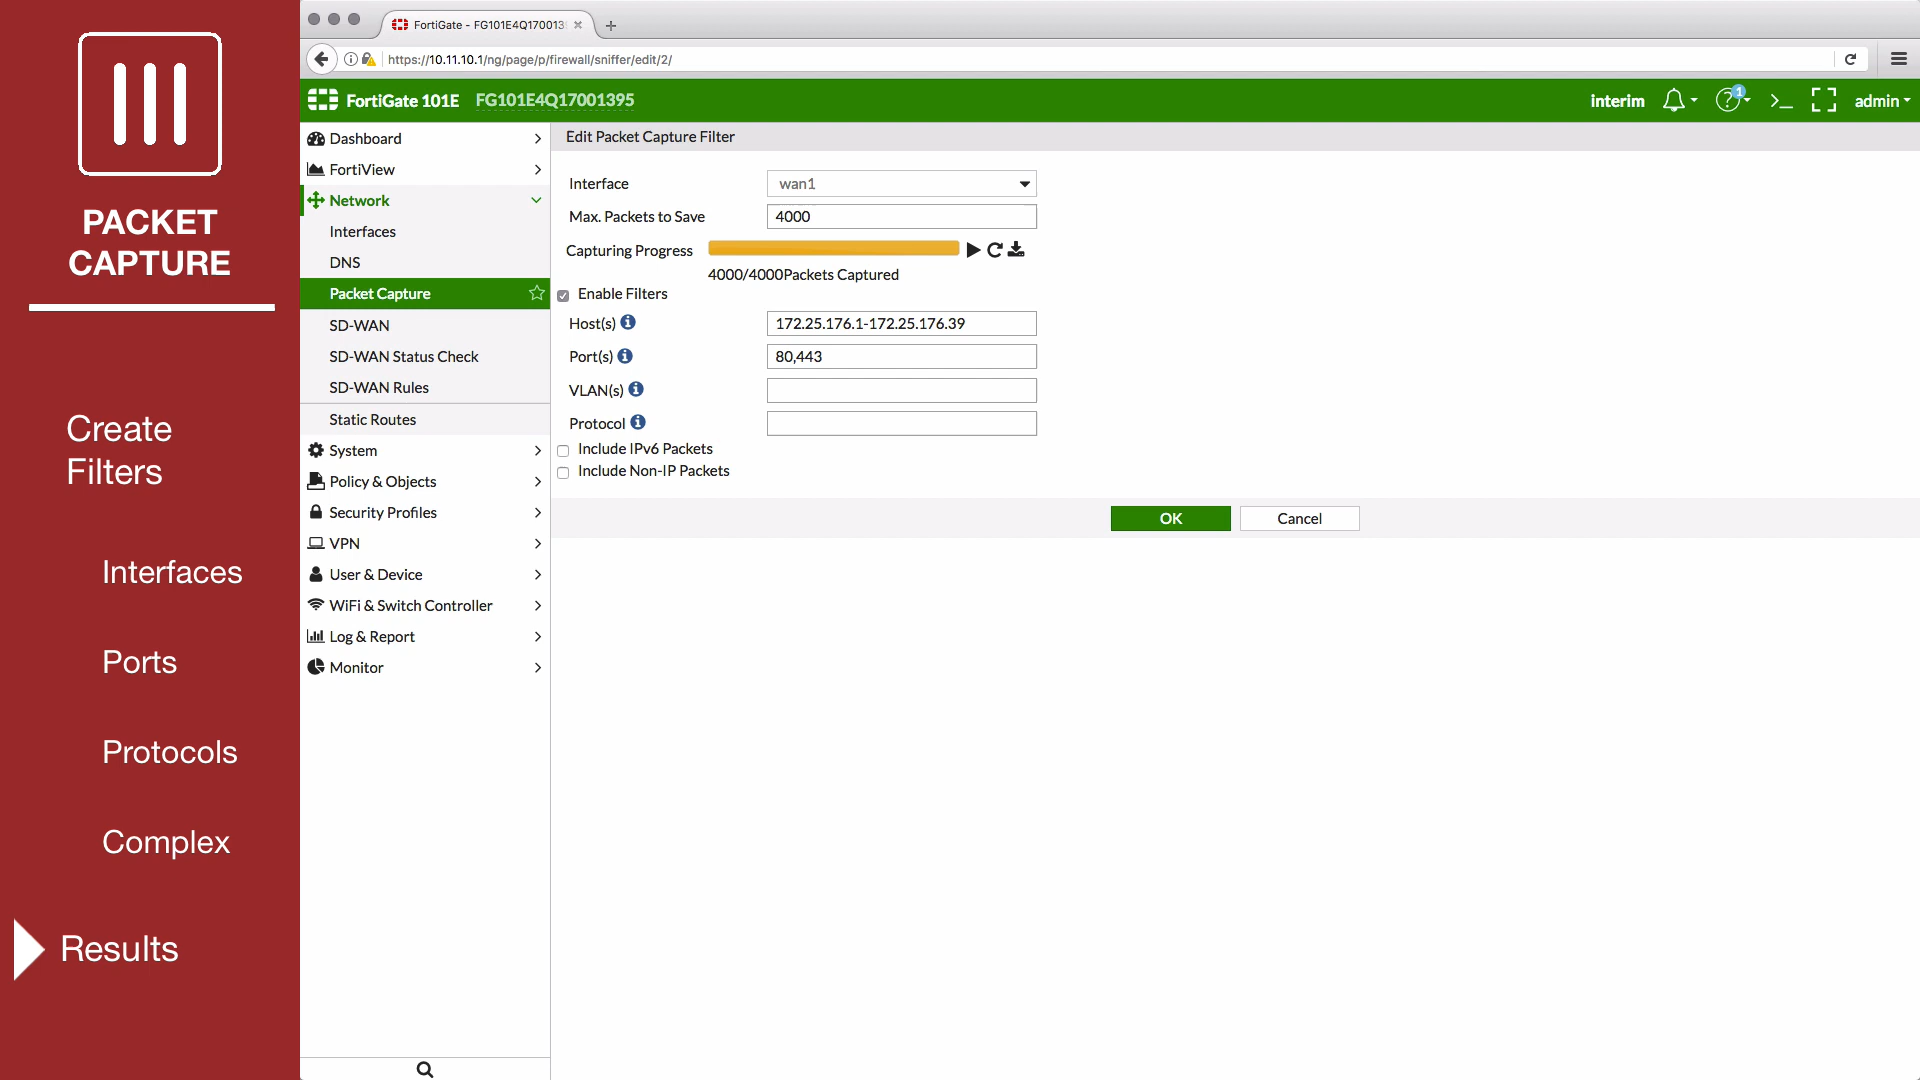 PACKET
CAPTURE
Create
Filters
Interfaces
Ports
Protocols
Complex
Results
FortiGate - FG101E4Q170013
https://10.11.10.1/ng/page/p/firewall/sniffer/edit/2/
FortiGate 101E FG101E4Q17001395
interim
1
admin
Dashboard
FortiView
Network
Interfaces
DNS
Packet Capture
SD-WAN
SD-WAN Status Check
SD-WAN Rules
Static Routes
System
Policy & Objects
Security Profiles
VPN
User & Device
WiFi & Switch Controller
Log & Report
Monitor
Edit Packet Capture Filter
Interface wan1
Max. Packets to Save 4000
Capturing Progress
4000/4000Packets Captured
Enable Filters
Host(s) 172.25.176.1-172.25.176.39
Port(s) 80,443
VLAN(s)
Protocol
Include IPv6 Packets
Include Non-IP Packets
OK Cancel